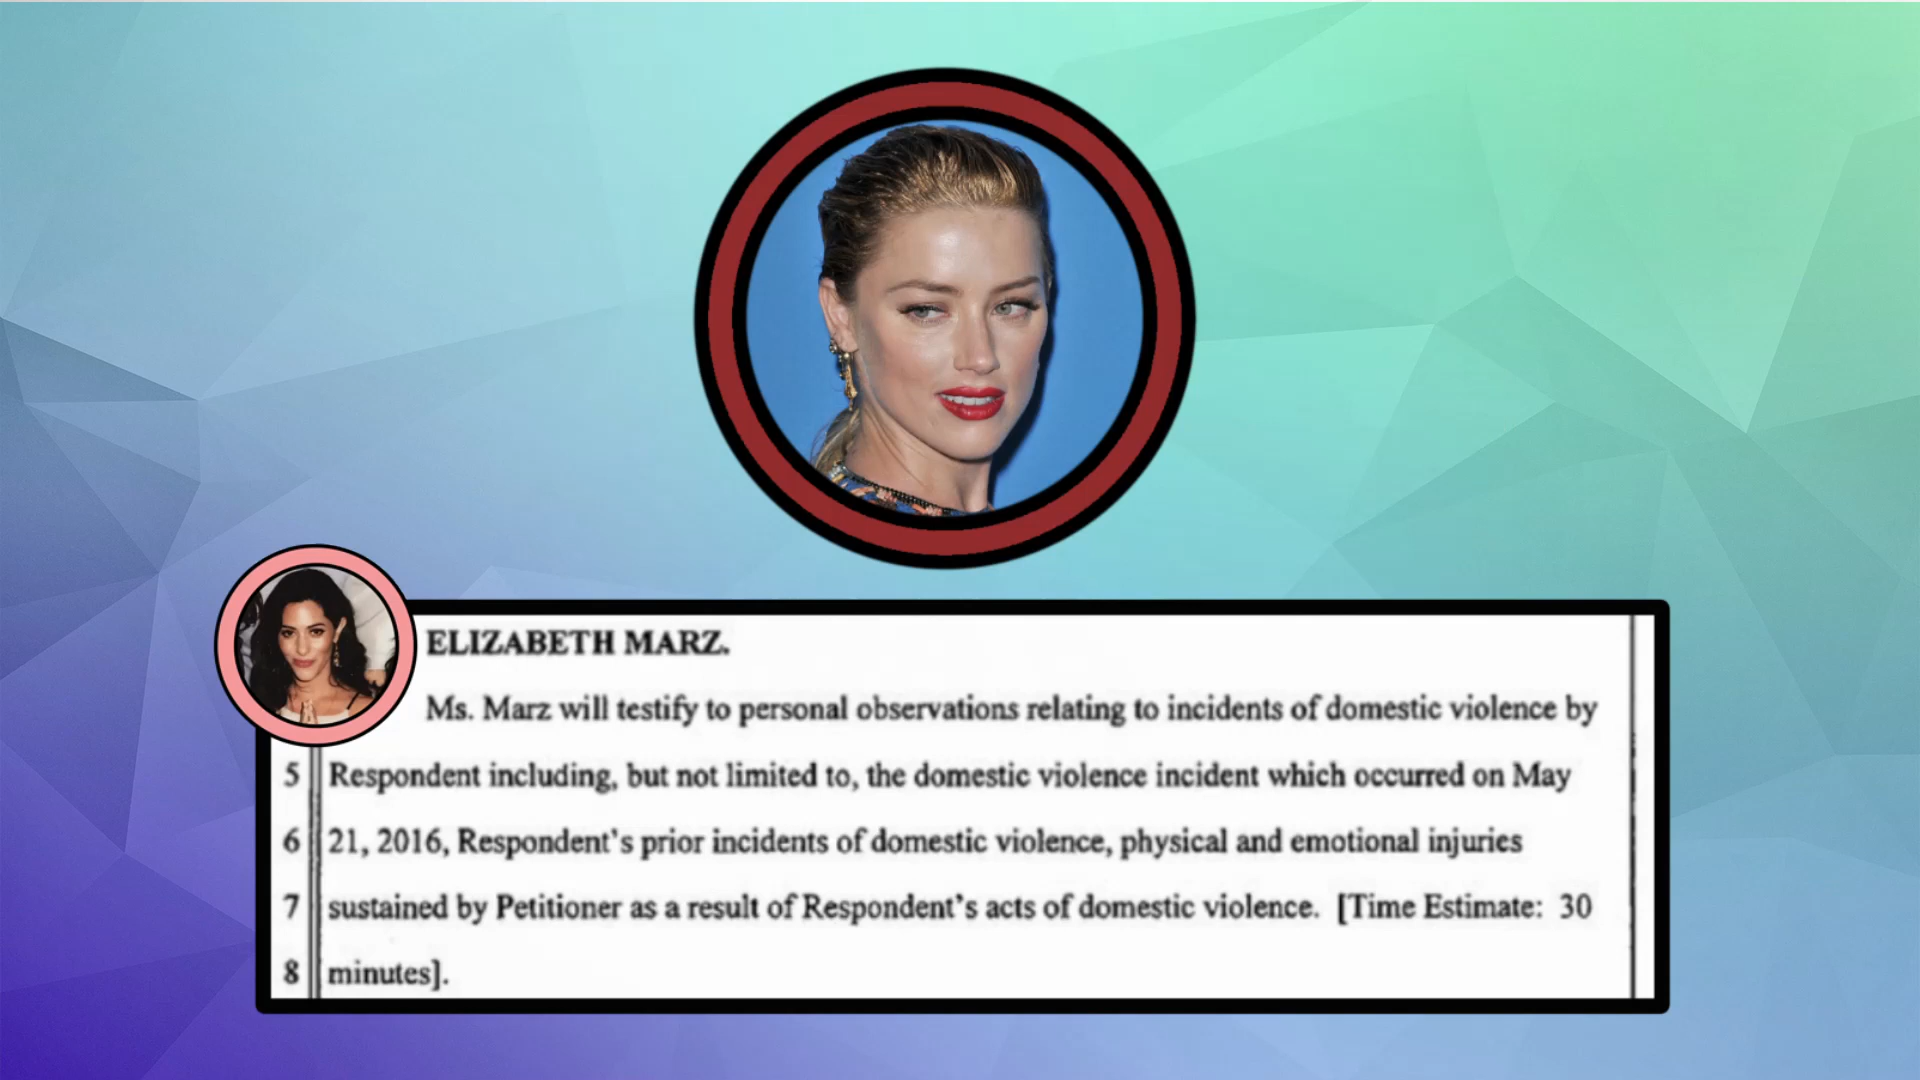 ELIZABETH MARZ.
Ms. Marz will testify to personal observations relating to incidents of domestic violence by
5 Respondent including, but not limited to, the domestic violence incident which occurred on May
6 21, 2016, Respondent's prior incidents of domestic violence, physical and emotional injuries
7 sustained by Petitioner as a result of Respondent's acts of domestic violence. [Time Estimate: 30
8 minutes].